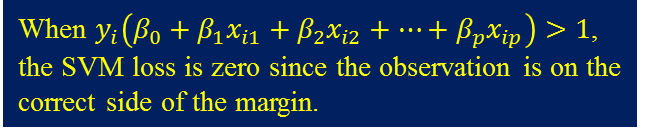 When yᵢ(β₀ + β₁xᵢ₁ + β₂xᵢ₂ + ⋯ + βₚxᵢₚ) > 1,
the SVM loss is zero since the observation is on the
correct side of the margin.